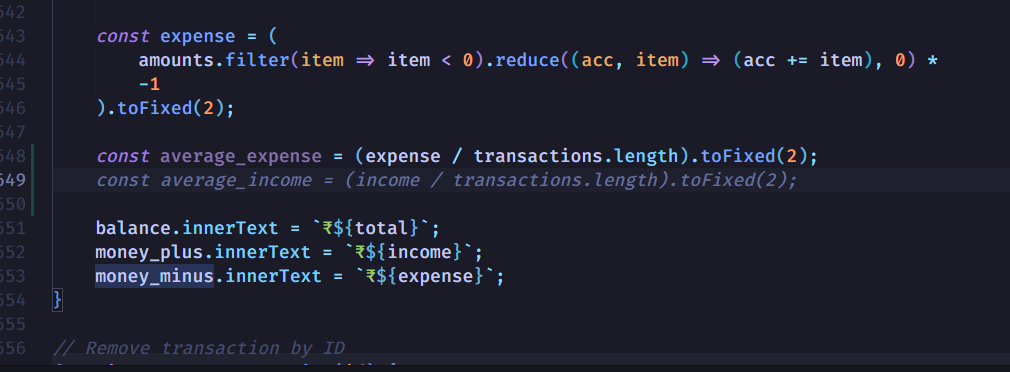 542
543 const expense = (
544 amounts.filter(item => item < 0).reduce((acc, item) => (acc += item), 0) *
545 -1
546 ).toFixed(2);
547
548 const average_expense = (expense / transactions.length).toFixed(2);
549 const average_income = (income / transactions.length).toFixed(2);
550
551 balance.innerText = `₹${total}`;
552 money_plus.innerText = `₹${income}`;
553 money_minus.innerText = `₹${expense}`;
554 }
555
556 // Remove transaction by ID